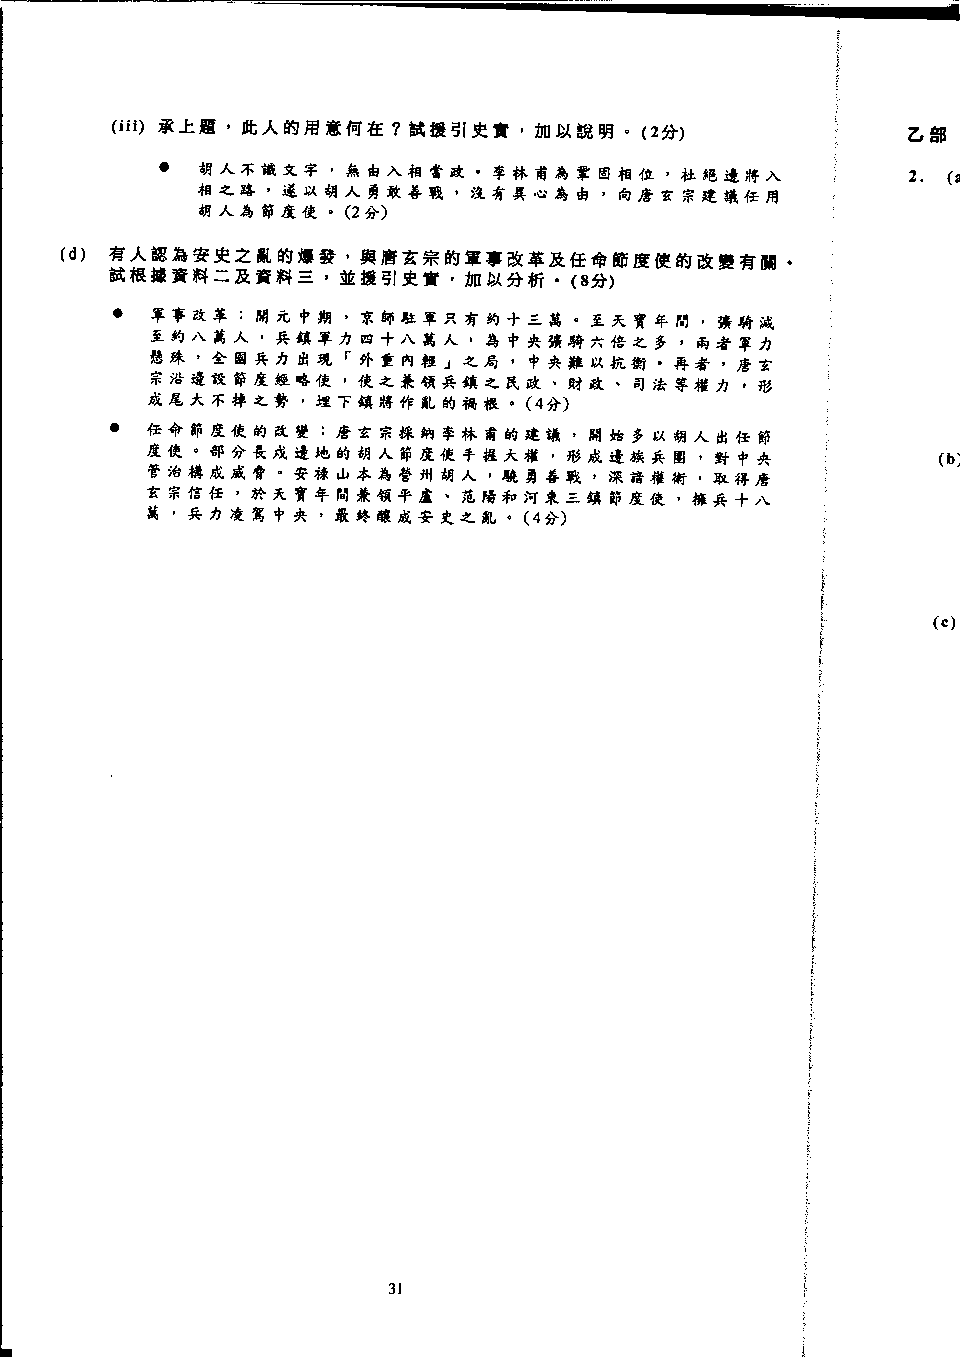 (iii) 承上題，此人的用意何在？試援引史實，加以說明。(2分)
● 胡人不識文字，無由入相當政。李林甫為鞏固相位，杜絕邊將入
相之路，遂以胡人勇敢善戰，沒有異心為由，向唐玄宗建議任用
胡人為節度使。(2分)
(d) 有人認為安史之亂的爆發，與唐玄宗的軍事改革及任命節度使的改變有關。
試根據資料二及資料三，並援引史實，加以分析。(8分)
● 軍事改革：開元中期，京師駐軍只有約十三萬。至天寶年間，彍騎減
至約八萬人，兵鎮軍力四十八萬人，為中央彍騎六倍之多，兩者軍力
懸殊，全國兵力出現「外重內輕」之局，中央難以抗衡。再者，唐玄
宗沿邊設節度經略使，使之兼領兵鎮之民政、財政、司法等權力，形
成尾大不掉之勢，埋下鎮將作亂的禍根。(4分)
● 任命節度使的改變：唐玄宗採納李林甫的建議，開始多以胡人出任節
度使。部分長戍邊地的胡人節度使手握大權，形成邊族兵團，對中央
管治構成威脅。安祿山本為營州胡人，驍勇善戰，深諳權術，取得唐
玄宗信任，於天寶年間兼領平盧、范陽和河東三鎮節度使，擁兵十八
萬，兵力凌駕中央，最終釀成安史之亂。(4分)
31
乙部
2. (a
(b)
(c)